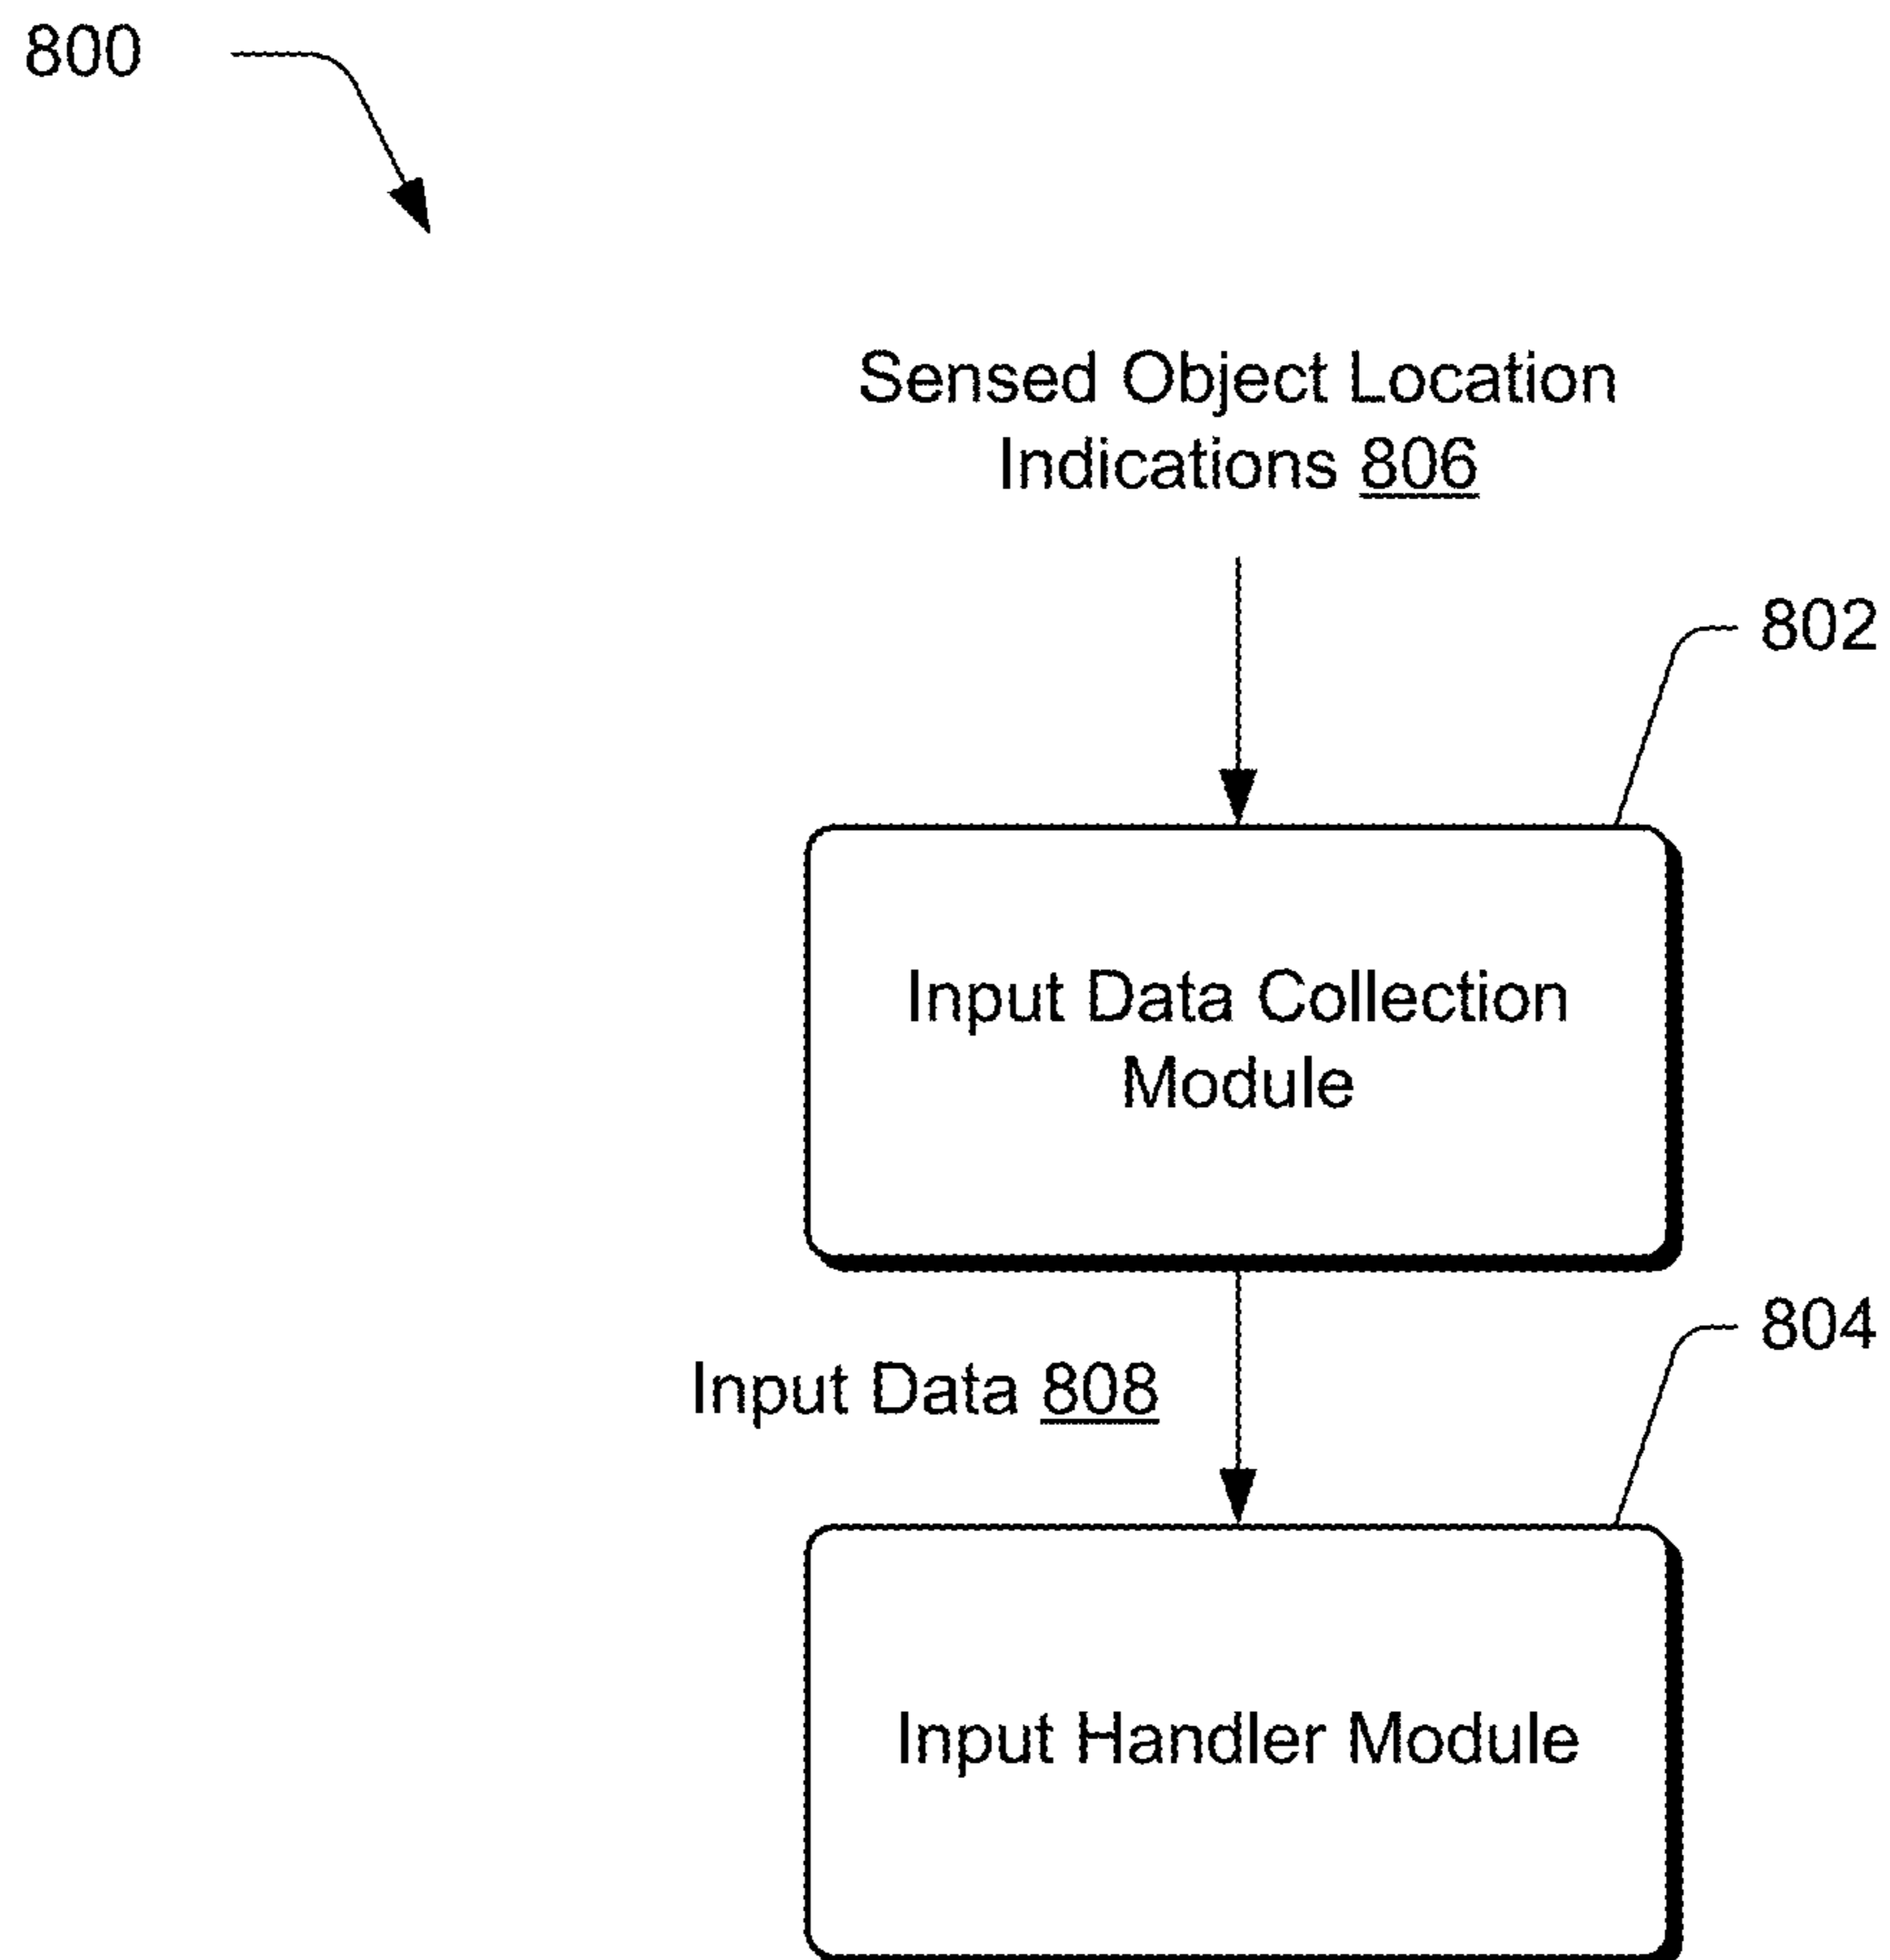 800
Sensed Object Location
Indications 806
802
Input Data Collection
Module
804
Input Data 808
Input Handler Module